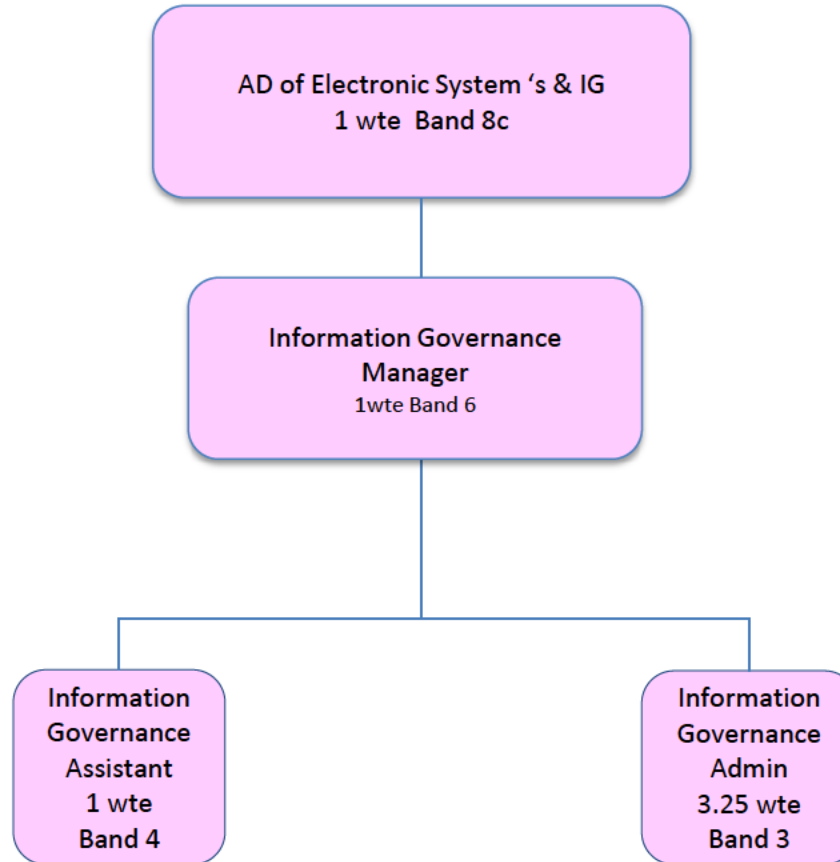 AD of Electronic System ‘s & IG
1 wte  Band 8c
Information Governance
Manager
1wte Band 6
Information
Governance
Assistant
1 wte
Band 4
Information
Governance
Admin
3.25 wte
Band 3